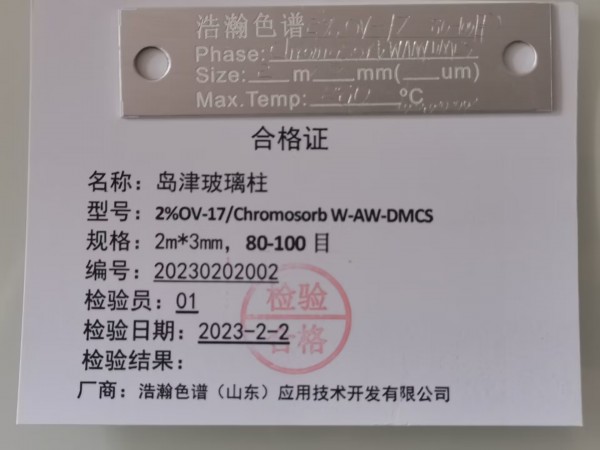 浩瀚色谱
Phase:
Size: 2 m mm( um)
Max.Temp: ℃
合格证
名称：岛津玻璃柱
型号：2%OV-17/Chromosorb W-AW-DMCS
规格：2m*3mm，80-100 目
编号：20230202002
检验员：01
检验日期：2023-2-2
检验结果：
检验
合格
厂商：浩瀚色谱（山东）应用技术开发有限公司